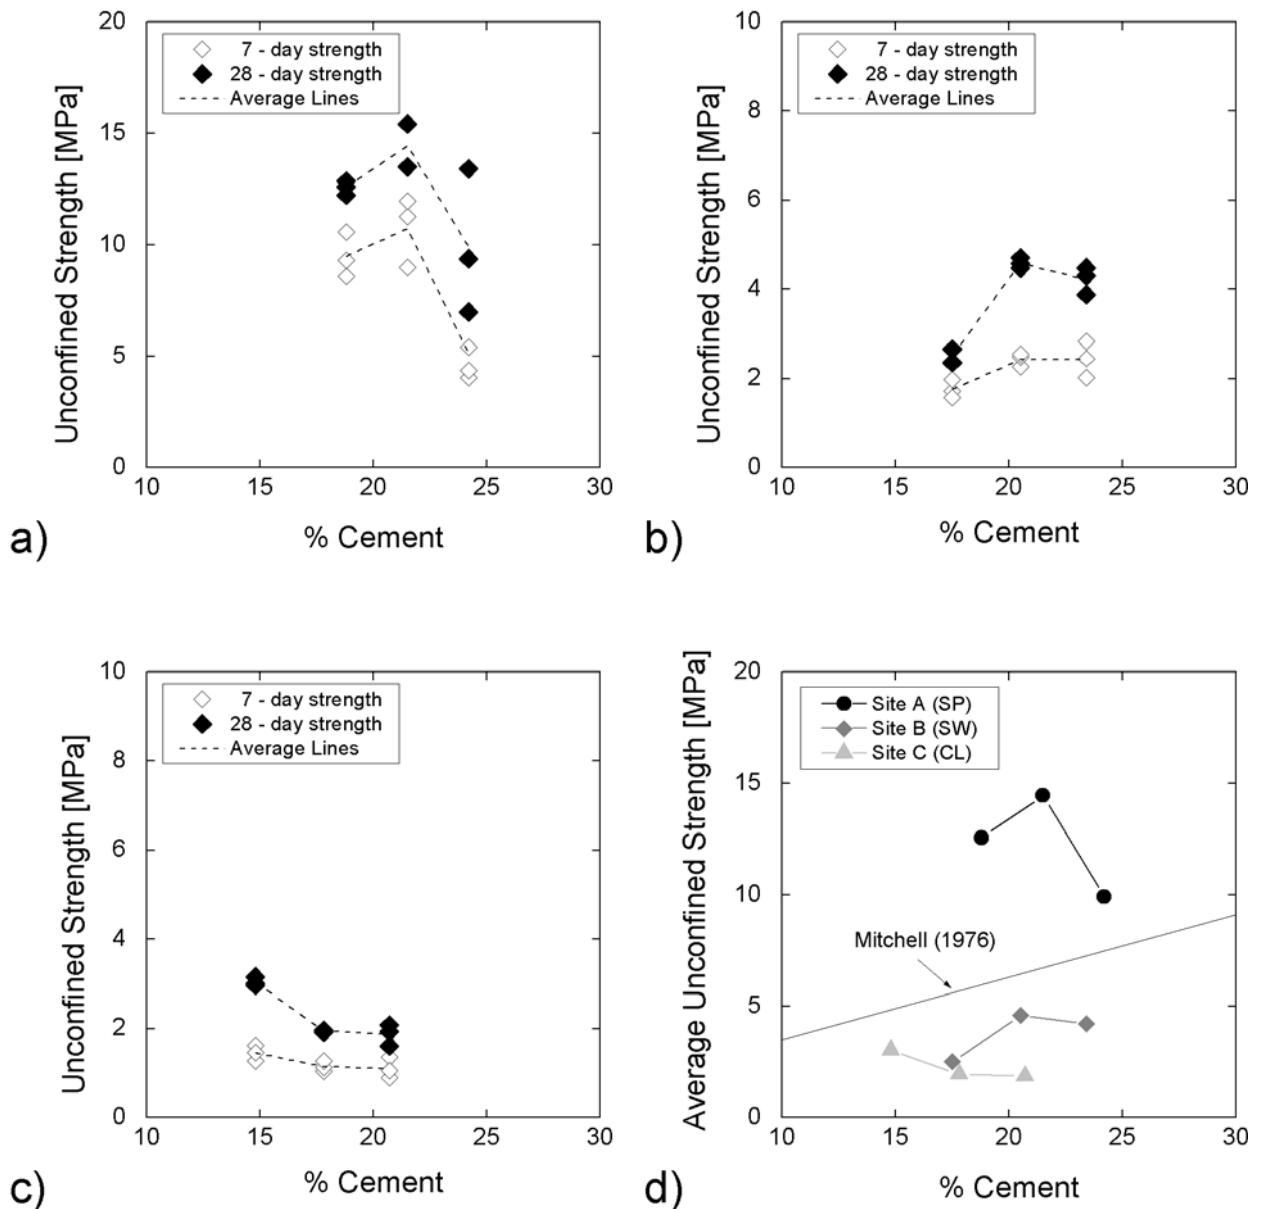 20
15
10
5
0
Unconfined Strength [MPa]
7 - day strength
28 - day strength
Average Lines
10 15 20 25 30
% Cement
a)
10
8
6
4
2
0
Unconfined Strength [MPa]
7 - day strength
28 - day strength
Average Lines
10 15 20 25 30
% Cement
b)
10
8
6
4
2
0
Unconfined Strength [MPa]
7 - day strength
28 - day strength
Average Lines
10 15 20 25 30
% Cement
c)
20
15
10
5
0
Average Unconfined Strength [MPa]
Site A (SP)
Site B (SW)
Site C (CL)
Mitchell (1976)
10 15 20 25 30
% Cement
d)